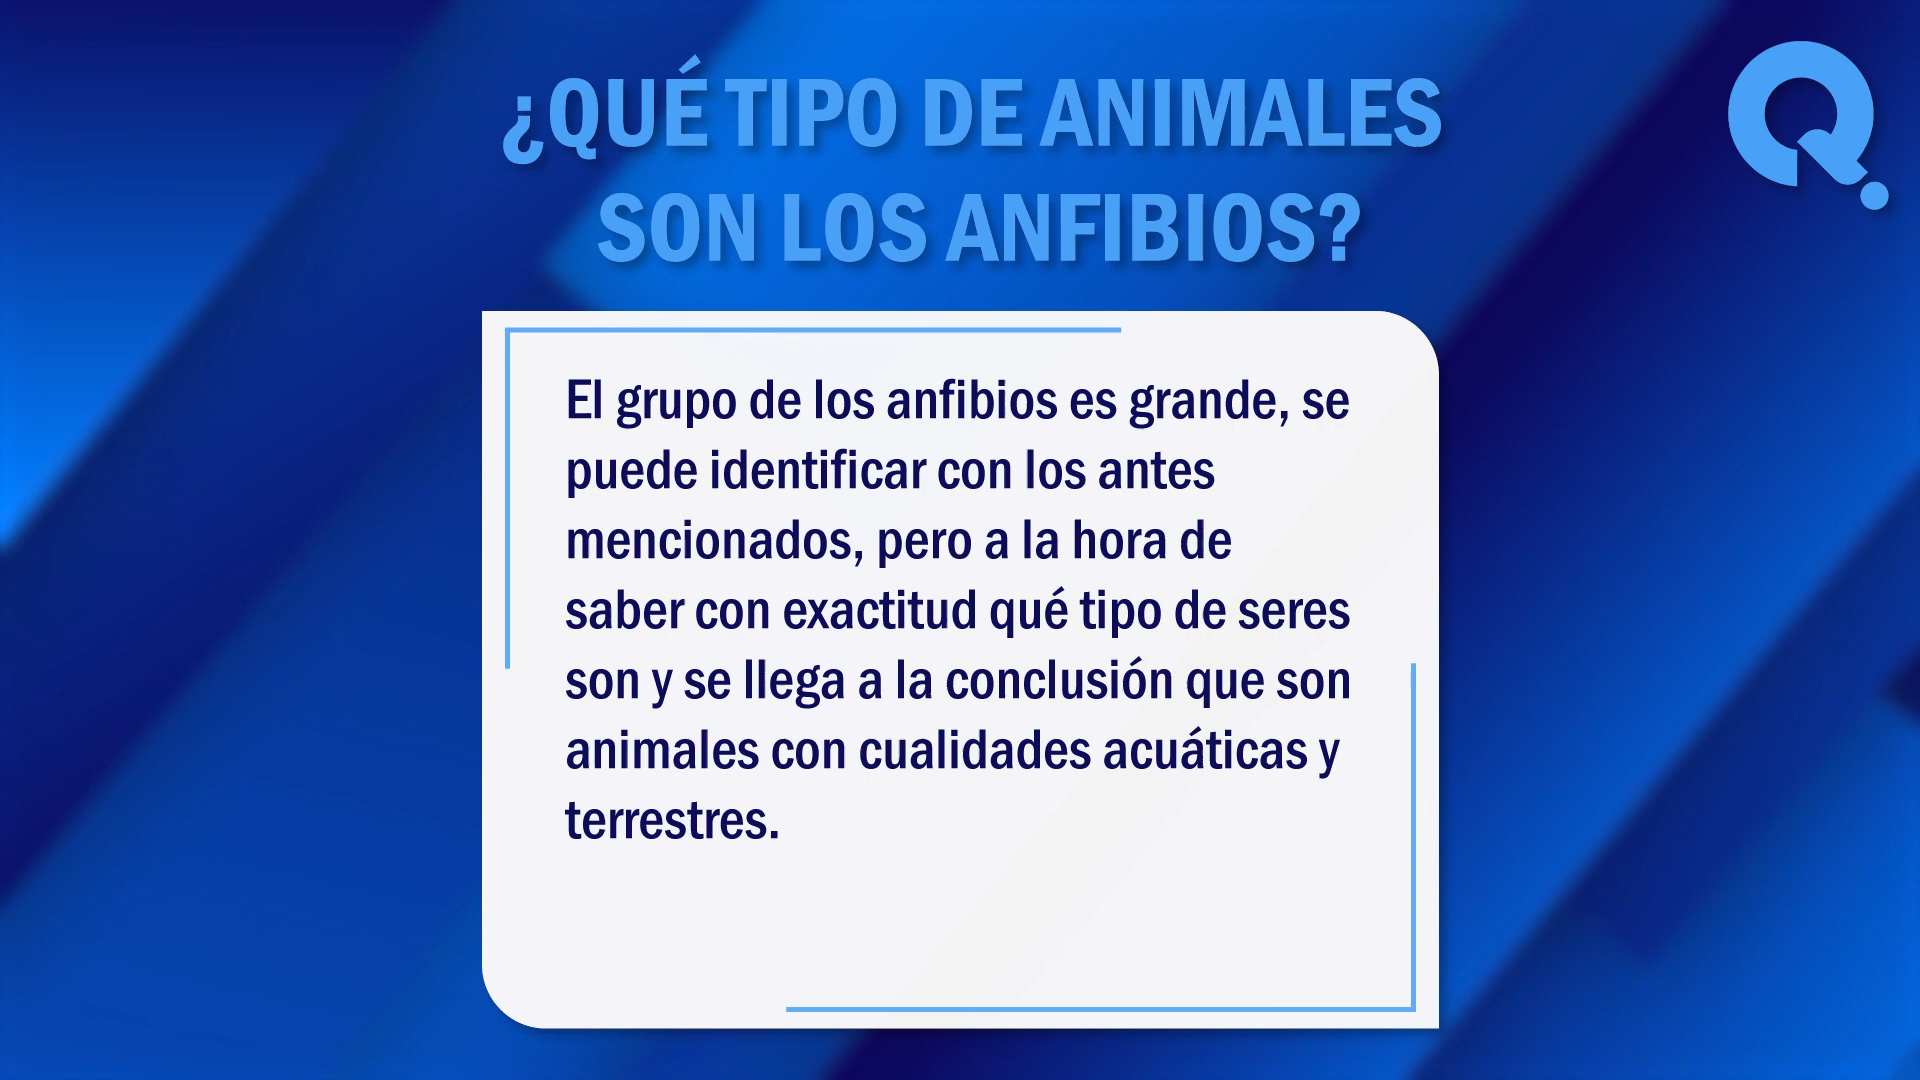 ¿QUÉ TIPO DE ANIMALES
SON LOS ANFIBIOS?
Q.
El grupo de los anfibios es grande, se
puede identificar con los antes
mencionados, pero a la hora de
saber con exactitud qué tipo de seres
son y se llega a la conclusión que son
animales con cualidades acuáticas y
terrestres.